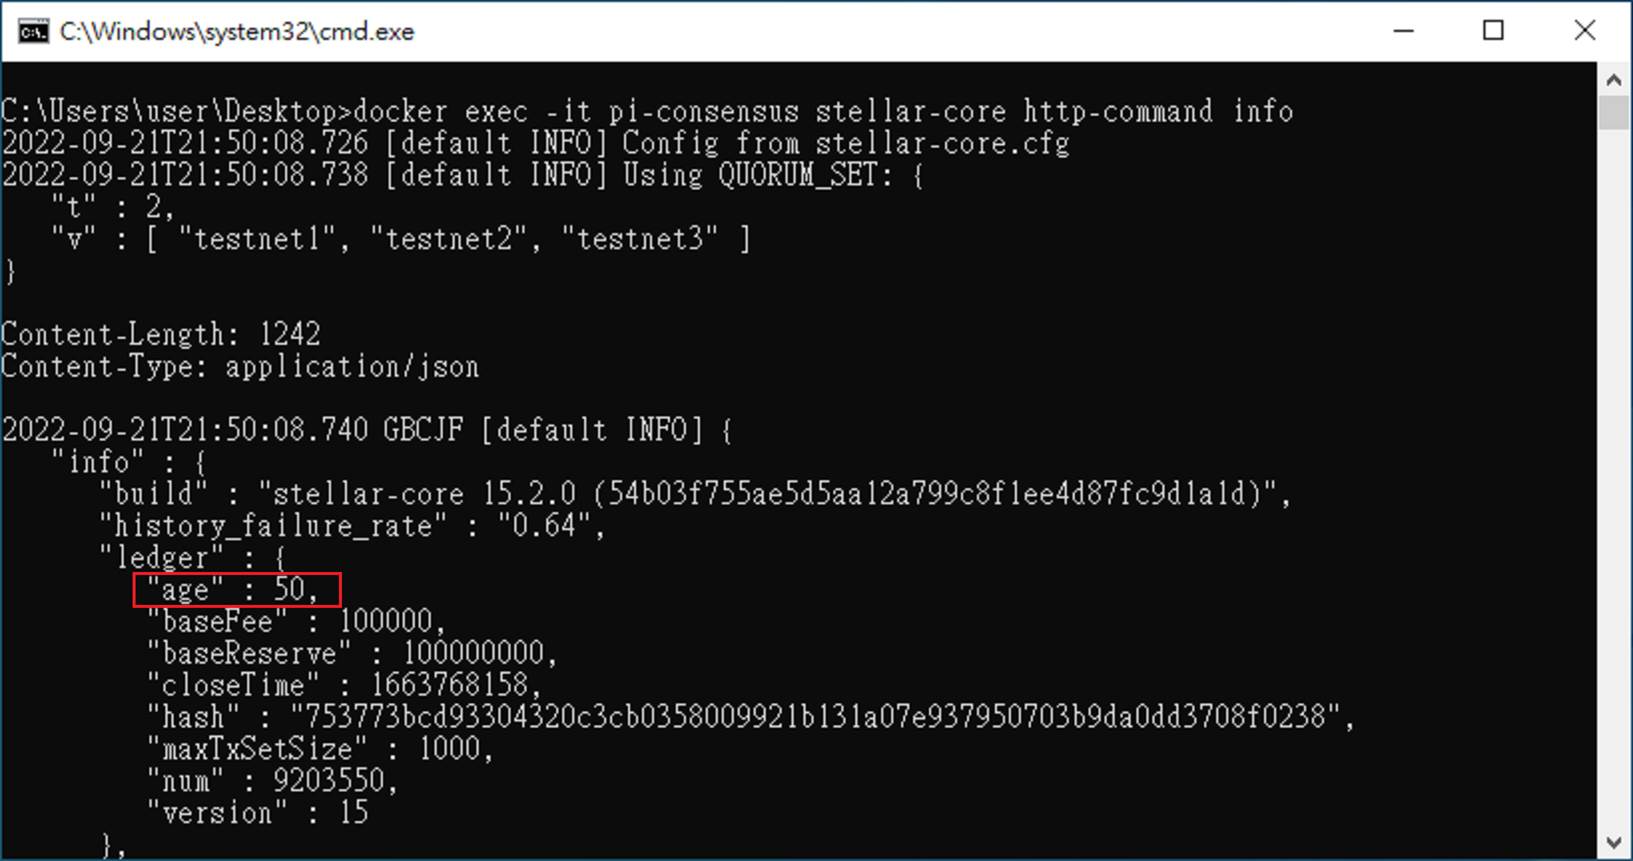 C:\Windows\system32\cmd.exe
C:\Users\user\Desktop>docker exec -it pi-consensus stellar-core http-command info
2022-09-21T21:50:08.726 [default INFO] Config from stellar-core.cfg
2022-09-21T21:50:08.738 [default INFO] Using QUORUM_SET: {
"t" : 2,
"v" : [ "testnet1", "testnet2", "testnet3" ]
}
Content-Length: 1242
Content-Type: application/json
2022-09-21T21:50:08.740 GBCJF [default INFO] {
"info" : {
"build" : "stellar-core 15.2.0 (54b03f755ae5d5aa12a799c8f1ee4d87fc9d1a1d)",
"history_failure_rate" : "0.64",
"ledger" : {
"age" : 50,
"baseFee" : 100000,
"baseReserve" : 100000000,
"closeTime" : 1663768158,
"hash" : "753773bcd93304320c3cb0358009921b131a07e937950703b9da0dd3708f0238",
"maxTxSetSize" : 1000,
"num" : 9203550,
"version" : 15
},